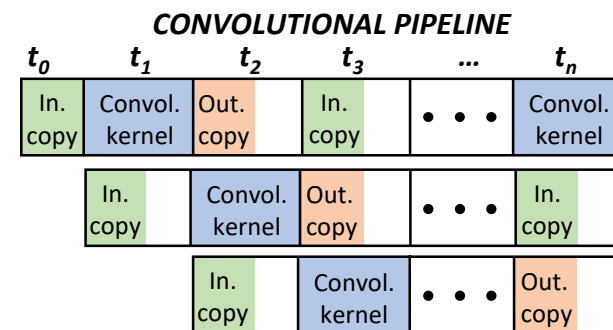 CONVOLUTIONAL PIPELINE
t0 t1 t2 t3 ... tn
In. Convol. Out. In. Convol.
copy kernel copy copy • • • kernel
In. Convol. Out. In.
copy kernel copy • • • copy
In. Convol. Out.
copy kernel • • • copy